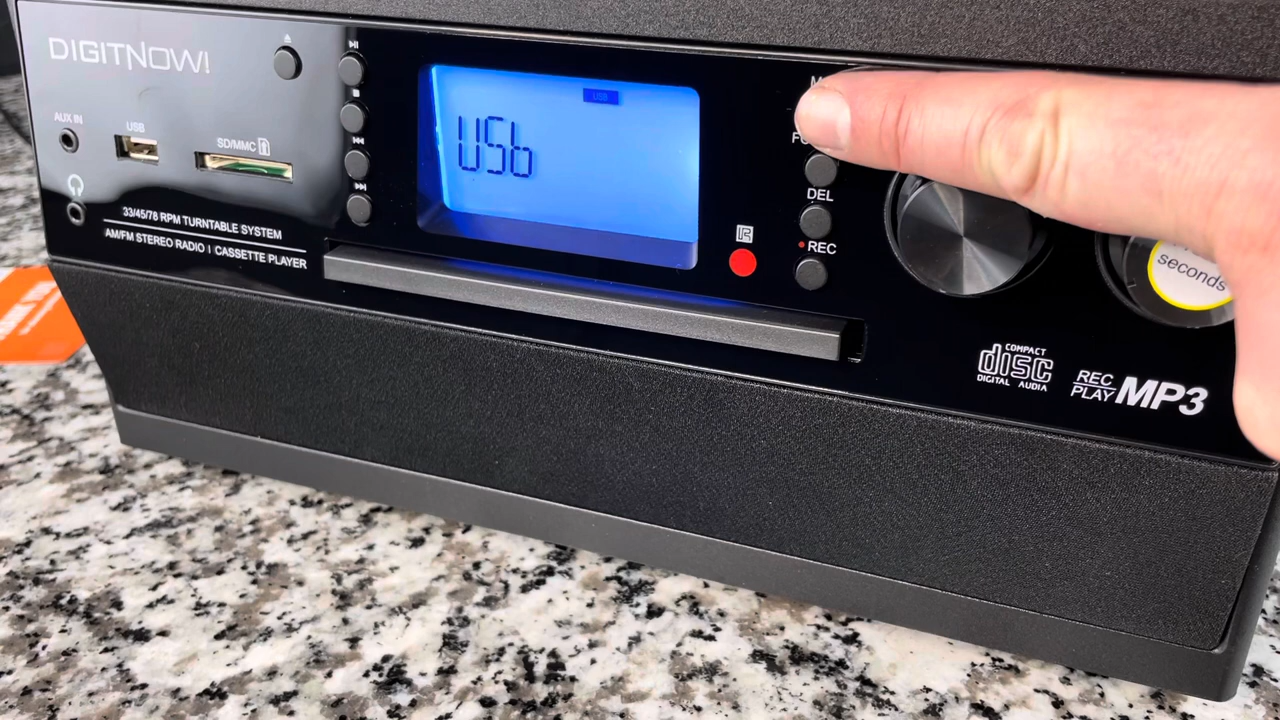 DIGITNOW!
AUX IN
USB
SD/MMC
33/45/78 RPM TURNTABLE SYSTEM
AM/FM STEREO RADIO | CASSETTE PLAYER
USB
USb
DEL
REC
seconds
COMPACT
disc
DIGITAL AUDIO
REC
PLAY
MP3